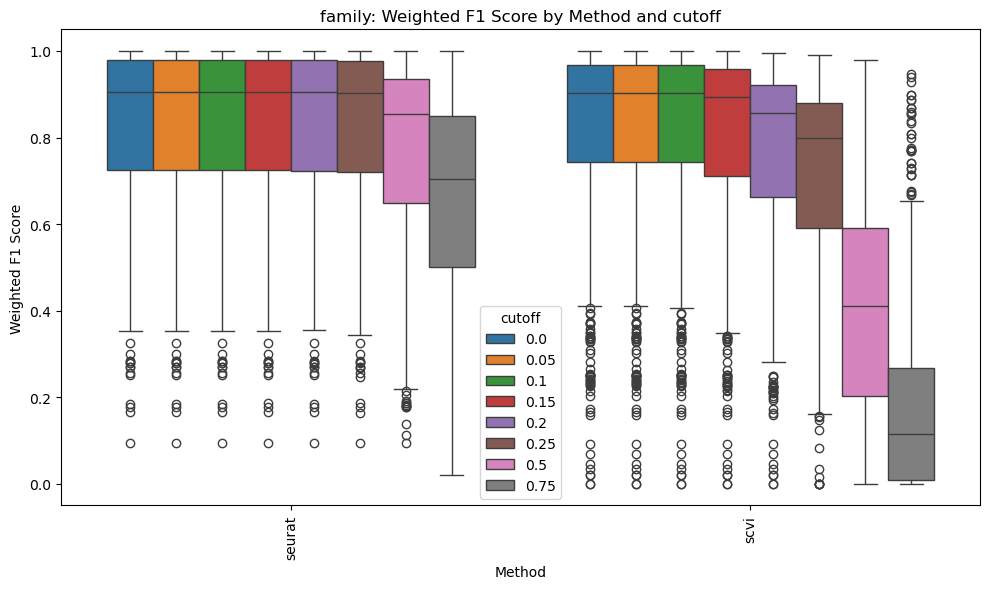 family: Weighted F1 Score by Method and cutoff
Weighted F1 Score
1.0
0.8
0.6
0.4
0.2
0.0
cutoff
0.0
0.05
0.1
0.15
0.2
0.25
0.5
0.75
seurat
scvi
Method